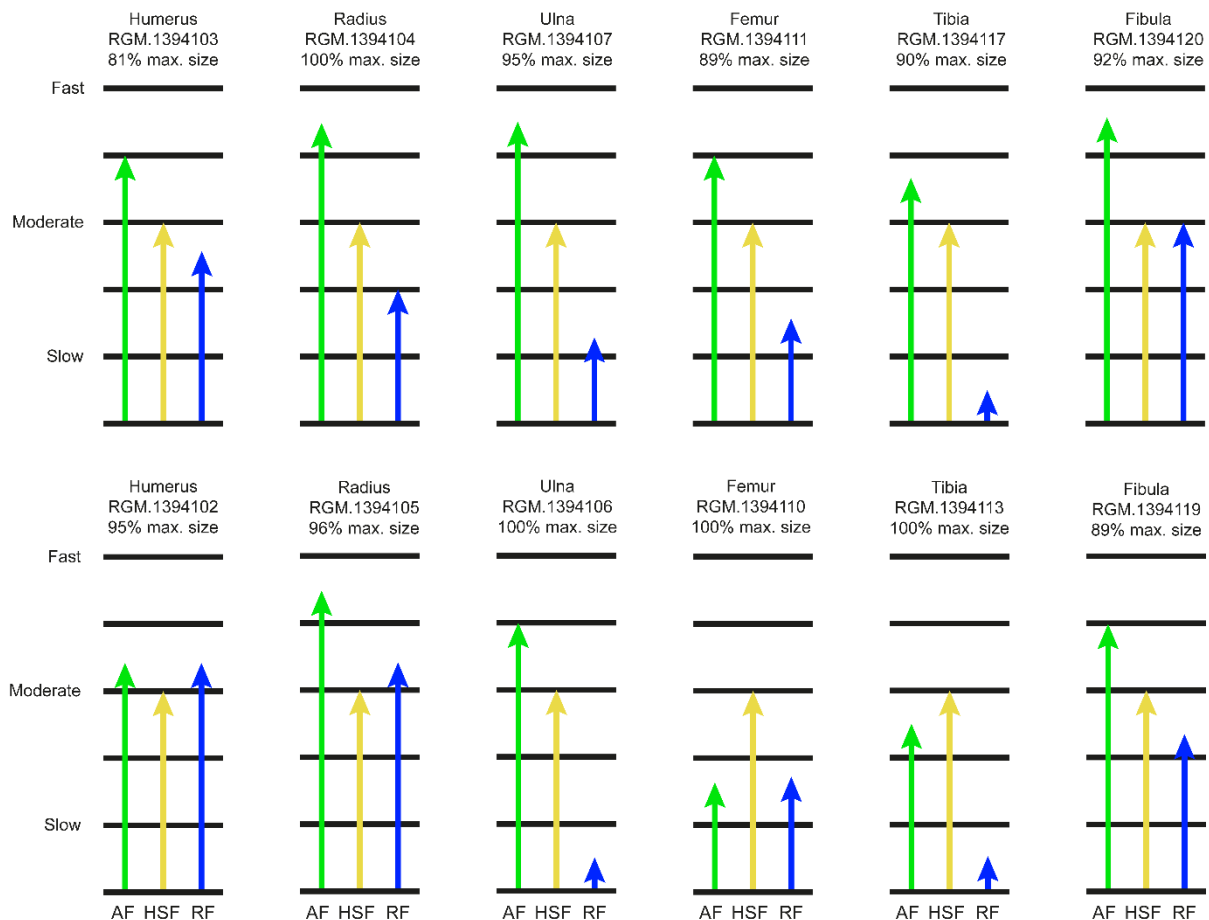 Humerus
RGM.1394103
81% max. size
Radius
RGM.1394104
100% max. size
Ulna
RGM.1394107
95% max. size
Femur
RGM.1394111
89% max. size
Tibia
RGM.1394117
90% max. size
Fibula
RGM.1394120
92% max. size
Fast
Moderate
Slow
Humerus
RGM.1394102
95% max. size
Radius
RGM.1394105
96% max. size
Ulna
RGM.1394106
100% max. size
Femur
RGM.1394110
100% max. size
Tibia
RGM.1394113
100% max. size
Fibula
RGM.1394119
89% max. size
Fast
Moderate
Slow
AF HSF RF
AF HSF RF
AF HSF RF
AF HSF RF
AF HSF RF
AF HSF RF